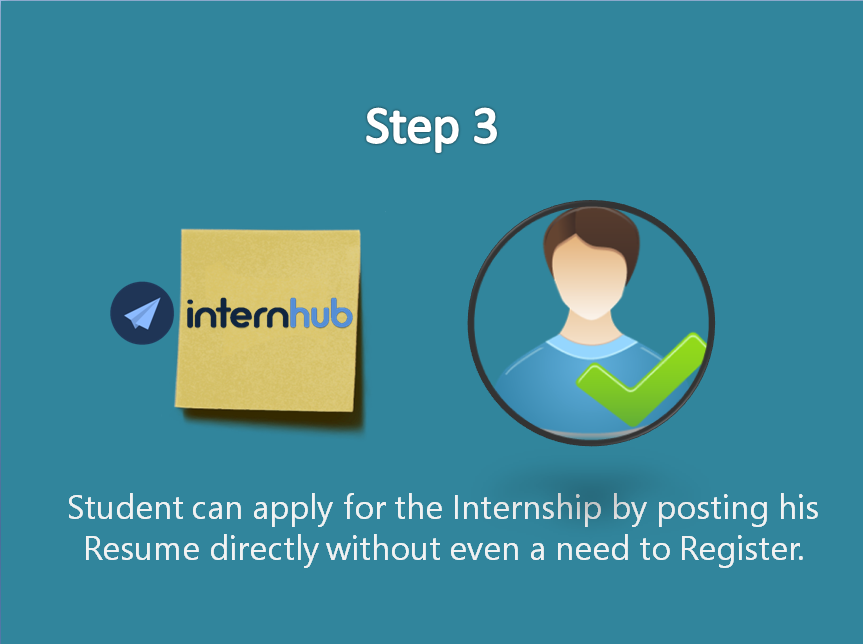 Step 3
internhub
Student can apply for the Internship by posting his
Resume directly without even a need to Register.